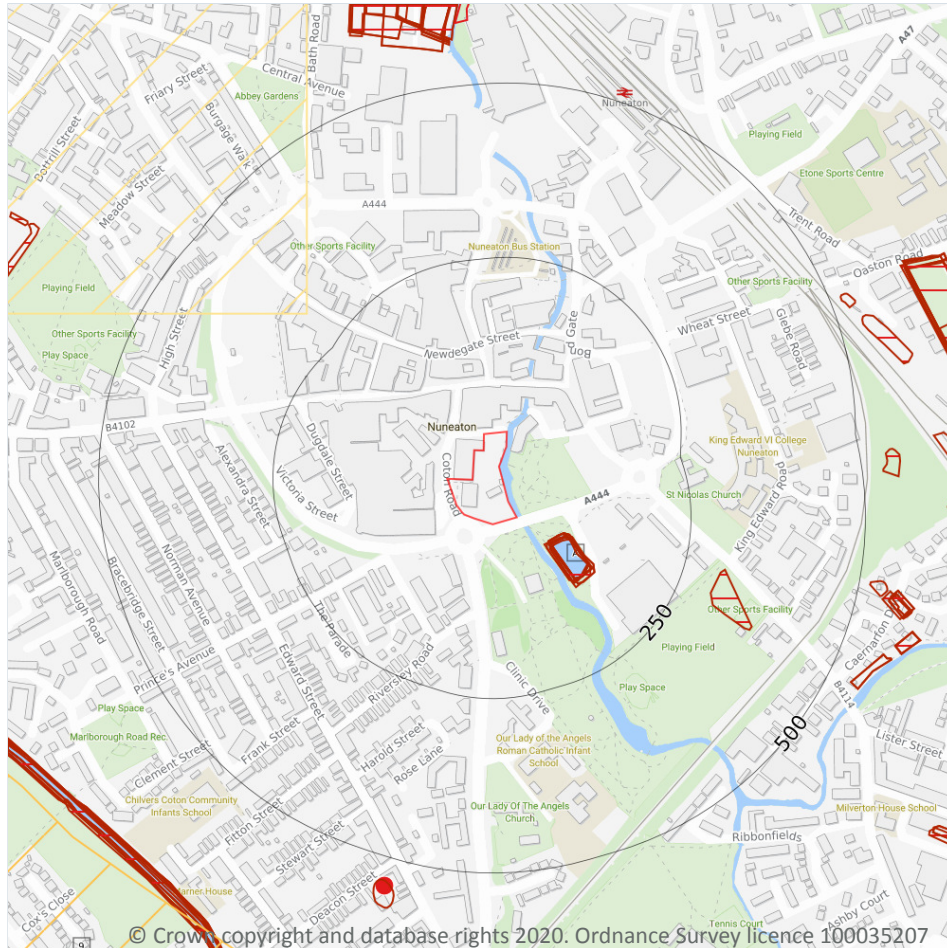 Bath Road
A47
Central Avenue
Friary Street
Abbey Gardens
Nuneaton
Burgage Walk
Playing Field
Dottrill Street
Etone Sports Centre
Meadow Street
A444
Trent Road
Other Sports Facility
Nuneaton Bus Station
Oaston Road
Playing Field
Other Sports Facility
High Street
Bond Gate
Wheat Street
Glebe Road
Other Sports Facility
Newdegate Street
Play Space
B4102
Nuneaton
Dugdale Street
King Edward VI College
Nuneaton
Alexandra Street
Coton Road
Victoria Street
A444
St Nicolas Church
King Edward Road
Marlborough Road
Bracebridge Street
Norman Avenue
The Parade
250
Other Sports Facility
Playing Field
Prince's Avenue
Edward Street
Riversley Road
Clinic Drive
Play Space
B4114
Play Space
Marlborough Road Rec
Frank Street
Harold Street
Our Lady of the Angels
Roman Catholic Infant
School
500
Lister Street
Clement Street
Rose Lane
Chilvers Coton Community
Infants School
Fitton Street
Our Lady Of The Angels
Church
Milverton House School
Stewart Street
Ribbonfields
Deacon Street
Cox's Close
Tennis Court
Ashby Court
© Crown copyright and database rights 2020. Ordnance Survey licence 100035207